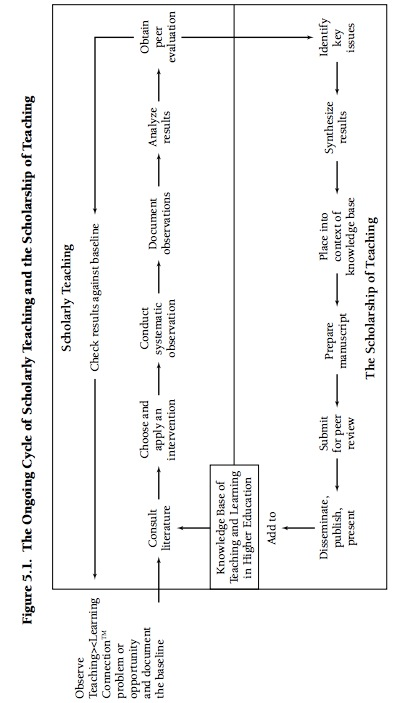 Figure 5.1. The Ongoing Cycle of Scholarly Teaching and the Scholarship of Teaching
Scholarly Teaching
Check results against baseline
Observe
Teaching><Learning
Connection™
problem or
opportunity
and document
the baseline
Consult
literature
Choose and
apply an
intervention
Conduct
systematic
observation
Document
observations
Analyze
results
Obtain
peer
evaluation
Knowledge Base of
Teaching and Learning
in Higher Education
Add to
Disseminate,
publish,
present
Submit
for peer
review
Prepare
manuscript
Place into
context of
knowledge base
Synthesize
results
Identify
key
issues
The Scholarship of Teaching